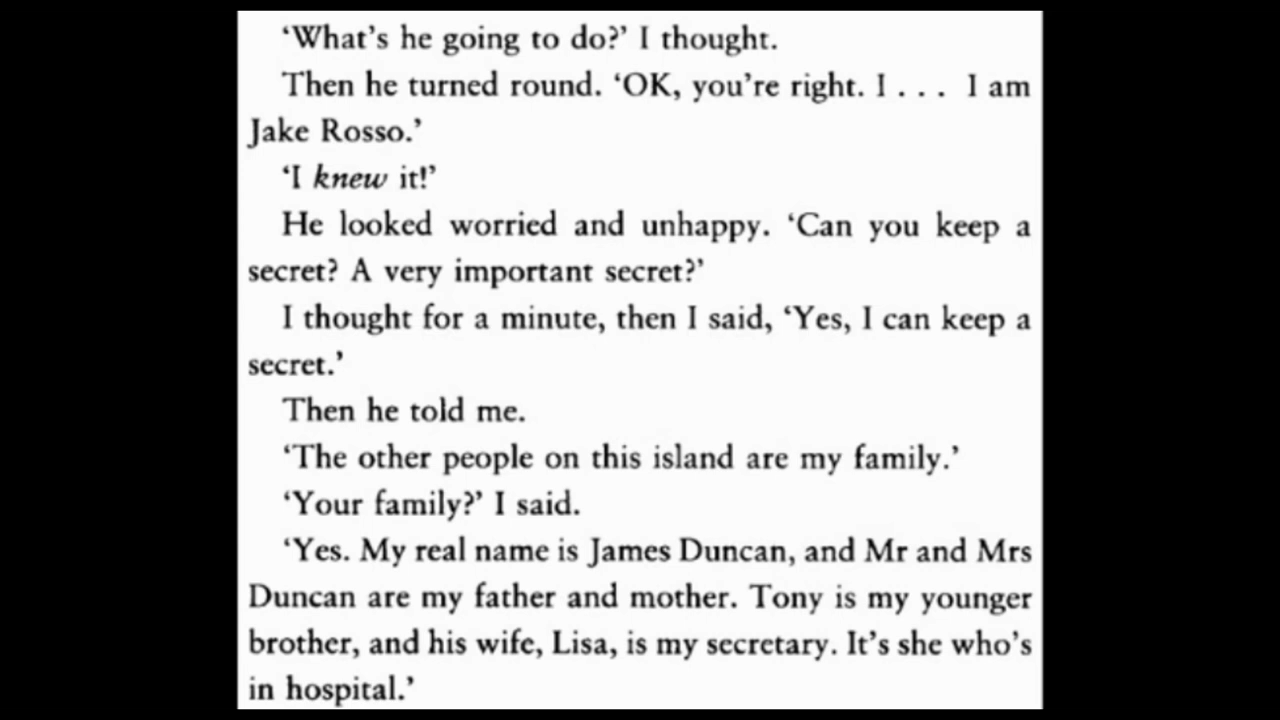 ‘What’s he going to do?’ I thought.
Then he turned round. ‘OK, you’re right. I . . . I am
Jake Rosso.’
‘I knew it!’
He looked worried and unhappy. ‘Can you keep a
secret? A very important secret?’
I thought for a minute, then I said, ‘Yes, I can keep a
secret.’
Then he told me.
‘The other people on this island are my family.’
‘Your family?’ I said.
‘Yes. My real name is James Duncan, and Mr and Mrs
Duncan are my father and mother. Tony is my younger
brother, and his wife, Lisa, is my secretary. It’s she who’s
in hospital.’